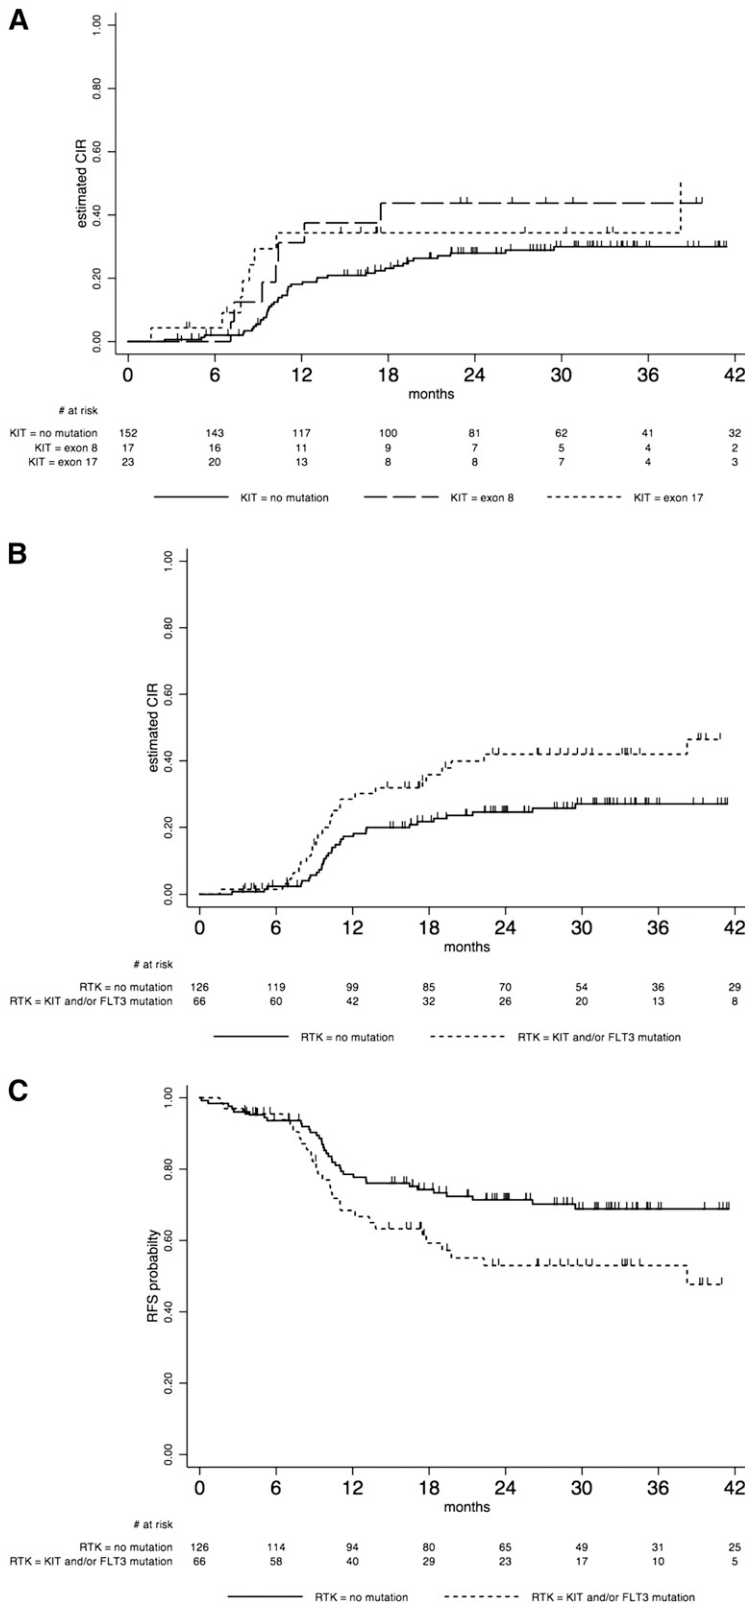 A
estimated CIR
1.00
0.80
0.60
0.40
0.20
0.00
0 6 12 18 24 30 36 42
months
# at risk
KIT = no mutation 152 143 117 100 81 62 41 32
KIT = exon 8 17 16 11 9 7 5 4 2
KIT = exon 17 23 20 13 8 8 7 4 3
KIT = no mutation KIT = exon 8 KIT = exon 17
B
estimated CIR
1.00
0.80
0.60
0.40
0.20
0.00
0 6 12 18 24 30 36 42
months
# at risk
RTK = no mutation 126 119 99 85 70 54 36 29
RTK = KIT and/or FLT3 mutation 66 60 42 32 26 20 13 8
RTK = no mutation RTK = KIT and/or FLT3 mutation
C
RFS probabilty
1.00
0.80
0.60
0.40
0.20
0.00
0 6 12 18 24 30 36 42
months
# at risk
RTK = no mutation 126 114 94 80 65 49 31 25
RTK = KIT and/or FLT3 mutation 66 58 40 29 23 17 10 5
RTK = no mutation RTK = KIT and/or FLT3 mutation